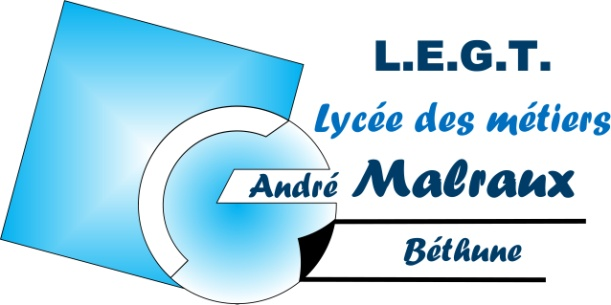 L.E.G.T.
Lycée des métiers
André Malraux
Béthune